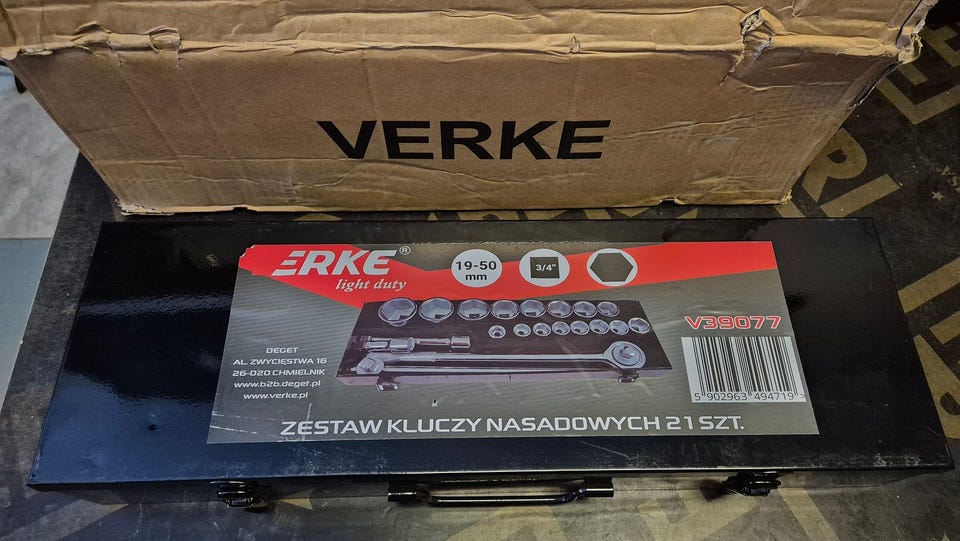 VERKE
ERKE®
light duty
19-50
mm
3/4"
V39077
DEGET
AL. ZWYCIĘSTWA 16
26-020 CHMIELNIK
www.b2b.deget.pl
www.verke.pl
5 902963 494719 >
ZESTAW KLUCZY NASADOWYCH 21 SZT.